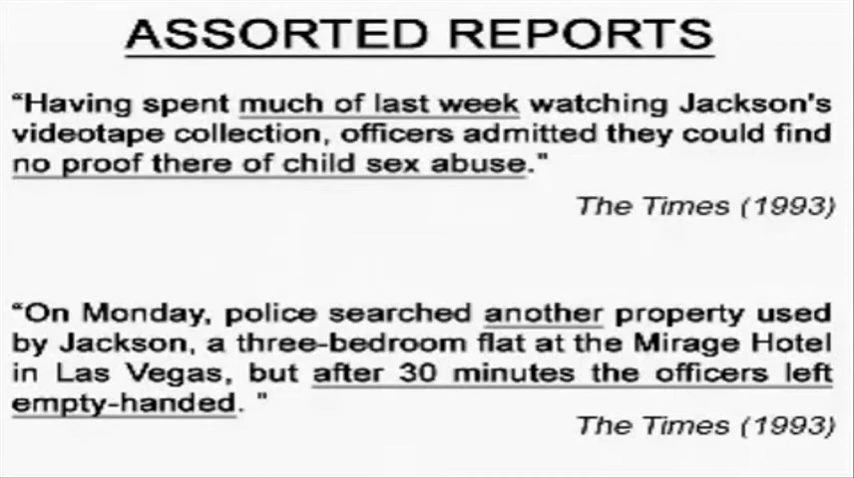 ASSORTED REPORTS
“Having spent much of last week watching Jackson's
videotape collection, officers admitted they could find
no proof there of child sex abuse."
The Times (1993)
“On Monday, police searched another property used
by Jackson, a three-bedroom flat at the Mirage Hotel
in Las Vegas, but after 30 minutes the officers left
empty-handed. "
The Times (1993)